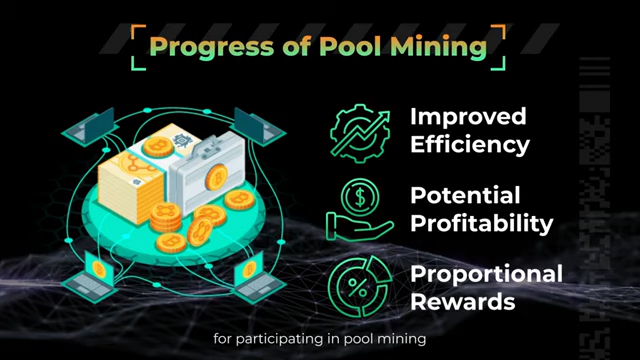 Progress of Pool Mining
Improved
Efficiency
Potential
Profitability
Proportional
Rewards
for participating in pool mining